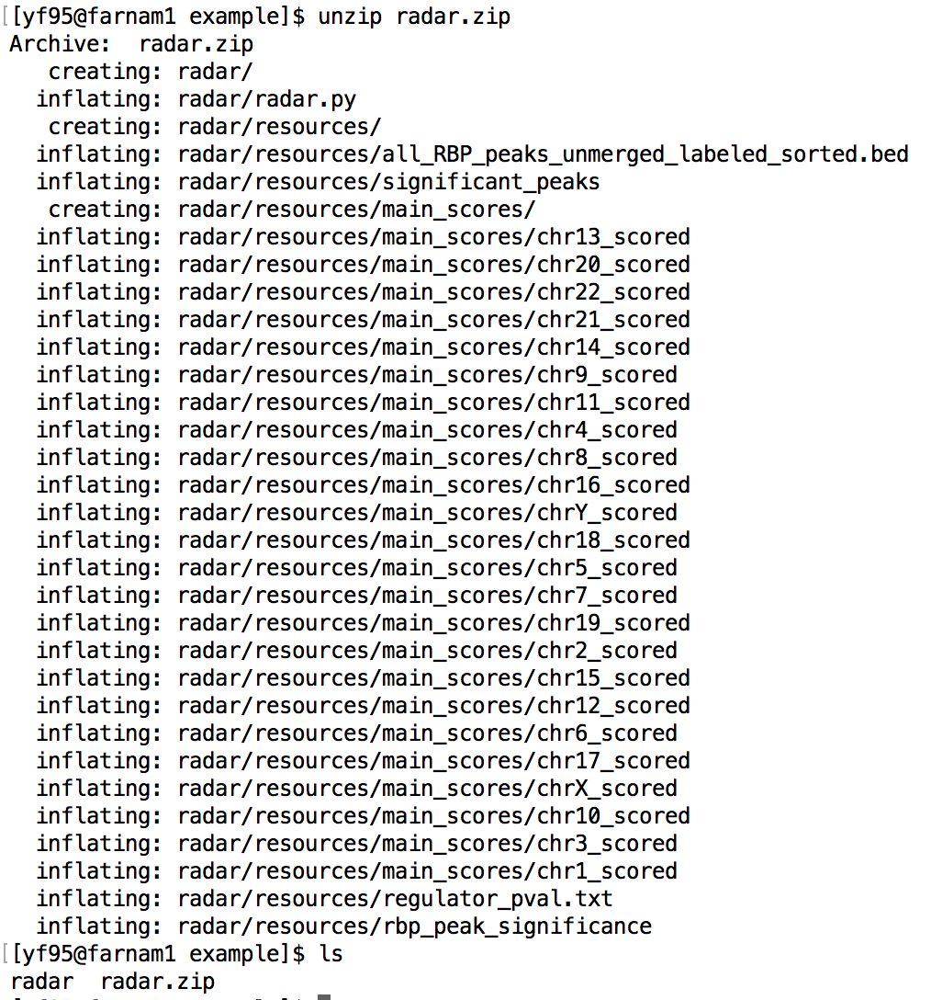 [[yf95@farnam1 example]$ unzip radar.zip
Archive:  radar.zip
   creating: radar/
  inflating: radar/radar.py
   creating: radar/resources/
  inflating: radar/resources/all_RBP_peaks_unmerged_labeled_sorted.bed
  inflating: radar/resources/significant_peaks
   creating: radar/resources/main_scores/
  inflating: radar/resources/main_scores/chr13_scored
  inflating: radar/resources/main_scores/chr20_scored
  inflating: radar/resources/main_scores/chr22_scored
  inflating: radar/resources/main_scores/chr21_scored
  inflating: radar/resources/main_scores/chr14_scored
  inflating: radar/resources/main_scores/chr9_scored
  inflating: radar/resources/main_scores/chr11_scored
  inflating: radar/resources/main_scores/chr4_scored
  inflating: radar/resources/main_scores/chr8_scored
  inflating: radar/resources/main_scores/chr16_scored
  inflating: radar/resources/main_scores/chrY_scored
  inflating: radar/resources/main_scores/chr18_scored
  inflating: radar/resources/main_scores/chr5_scored
  inflating: radar/resources/main_scores/chr7_scored
  inflating: radar/resources/main_scores/chr19_scored
  inflating: radar/resources/main_scores/chr2_scored
  inflating: radar/resources/main_scores/chr15_scored
  inflating: radar/resources/main_scores/chr12_scored
  inflating: radar/resources/main_scores/chr6_scored
  inflating: radar/resources/main_scores/chr17_scored
  inflating: radar/resources/main_scores/chrX_scored
  inflating: radar/resources/main_scores/chr10_scored
  inflating: radar/resources/main_scores/chr3_scored
  inflating: radar/resources/main_scores/chr1_scored
  inflating: radar/resources/regulator_pval.txt
  inflating: radar/resources/rbp_peak_significance
[[yf95@farnam1 example]$ ls
radar  radar.zip